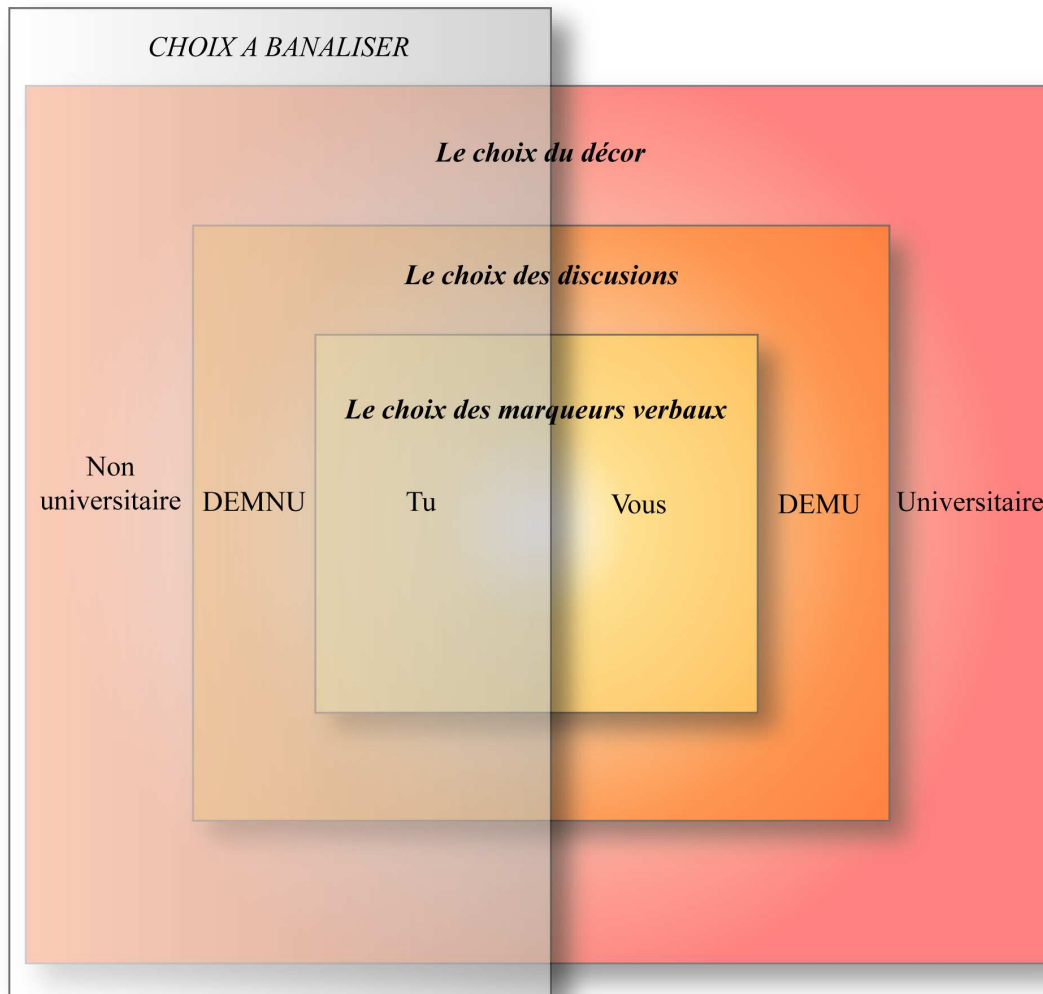 CHOIX A BANALISER
Le choix du décor
Le choix des discusions
Le choix des marqueurs verbaux
Non
universitaire
DEMNU
Tu
Vous
DEMU
Universitaire